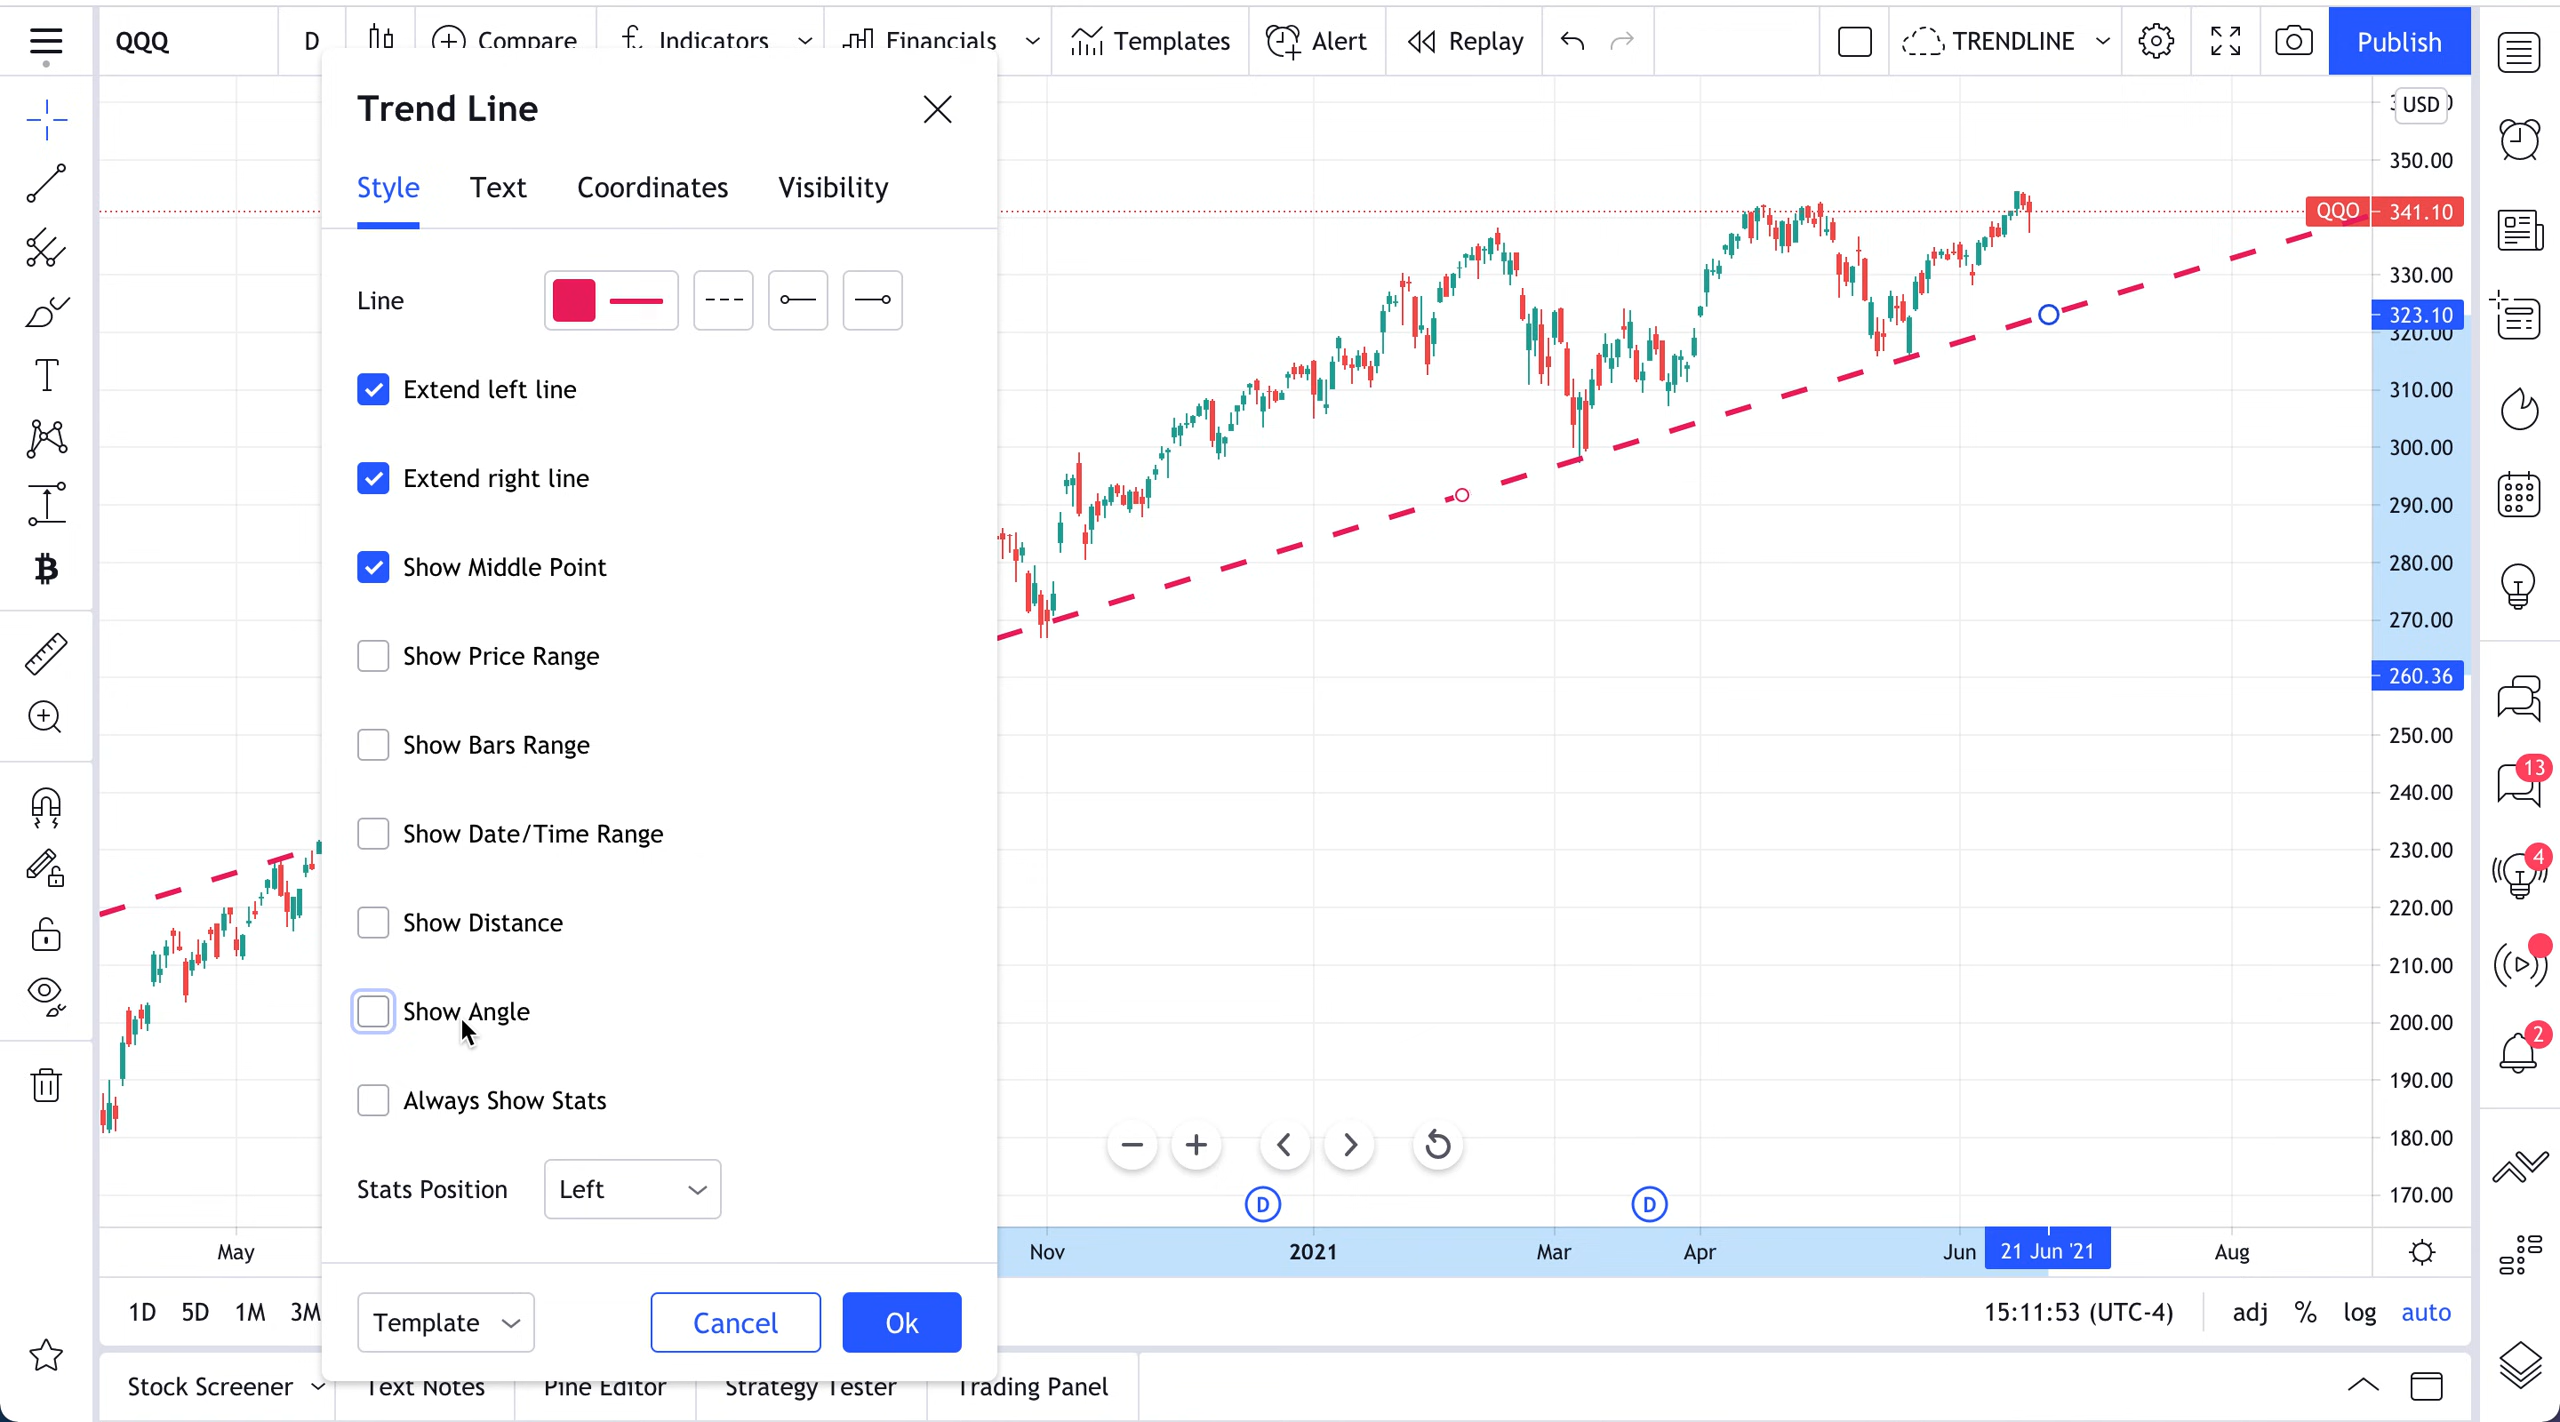 QQQ D Compare Indicators Financials Templates Alert Replay TRENDLINE Publish
Trend Line
Style Text Coordinates Visibility
Line
Extend left line
Extend right line
Show Middle Point
Show Price Range
Show Bars Range
Show Date/Time Range
Show Distance
Show Angle
Always Show Stats
Stats Position Left
Template Cancel Ok
USD
350.00
QQQ 341.10
330.00
323.10
320.00
310.00
300.00
290.00
280.00
270.00
260.36
250.00
240.00
230.00
220.00
210.00
200.00
190.00
180.00
170.00
D D
May Nov 2021 Mar Apr Jun 21 Jun '21 Aug
1D 5D 1M 3M 15:11:53 (UTC-4) adj % log auto
Stock Screener Text Notes Pine Editor Strategy Tester Trading Panel
13
4
2